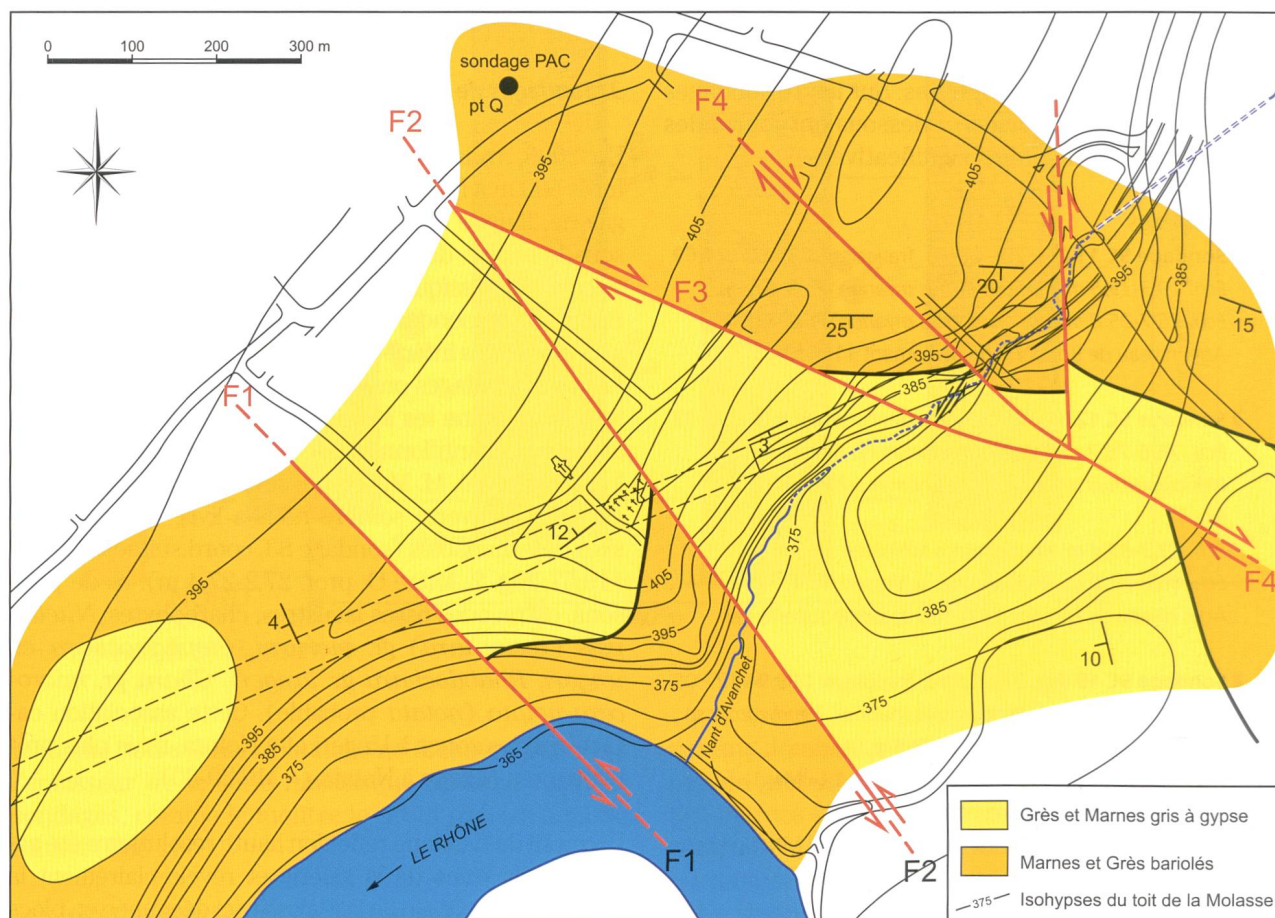 0 100 200 300 m
sondage PAC
pt Q
F4
F2
395
405
405
395
385
F3
20
25
15
395
385
F1
3
375
12
405
395
4
395
385
10
F4
375
Nant d'Avanchet
375
395
385
375
365
LE RHÔNE
F1
F2
Grès et Marnes gris à gypse
Marnes et Grès bariolés
375 Isohypses du toit de la Molasse